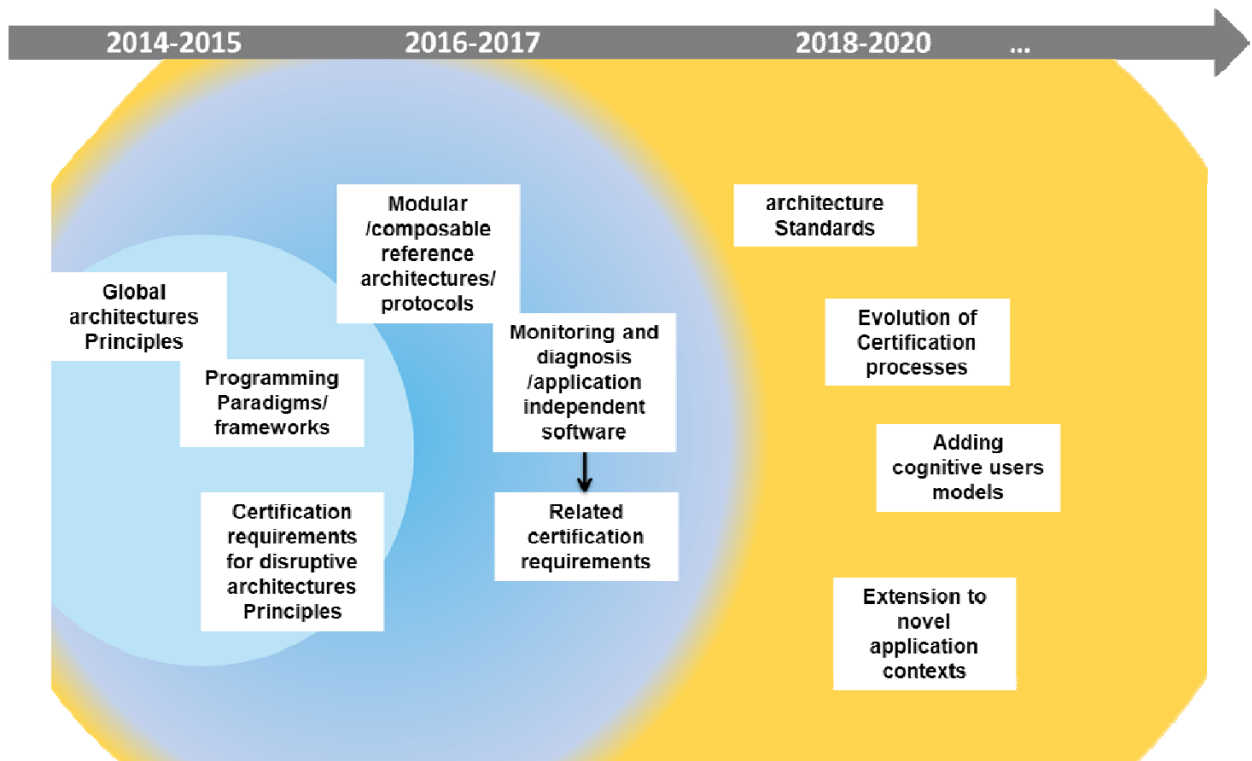 2014-2015
2016-2017
2018-2020
...
Global
architectures
Principles
Programming
Paradigms/
frameworks
Certification
requirements
for disruptive
architectures
Principles
Modular
/composable
reference
architectures/
protocols
Monitoring and
diagnosis
/application
independent
software
Related
certification
requirements
architecture
Standards
Evolution of
Certification
processes
Adding
cognitive users
models
Extension to
novel
application
contexts